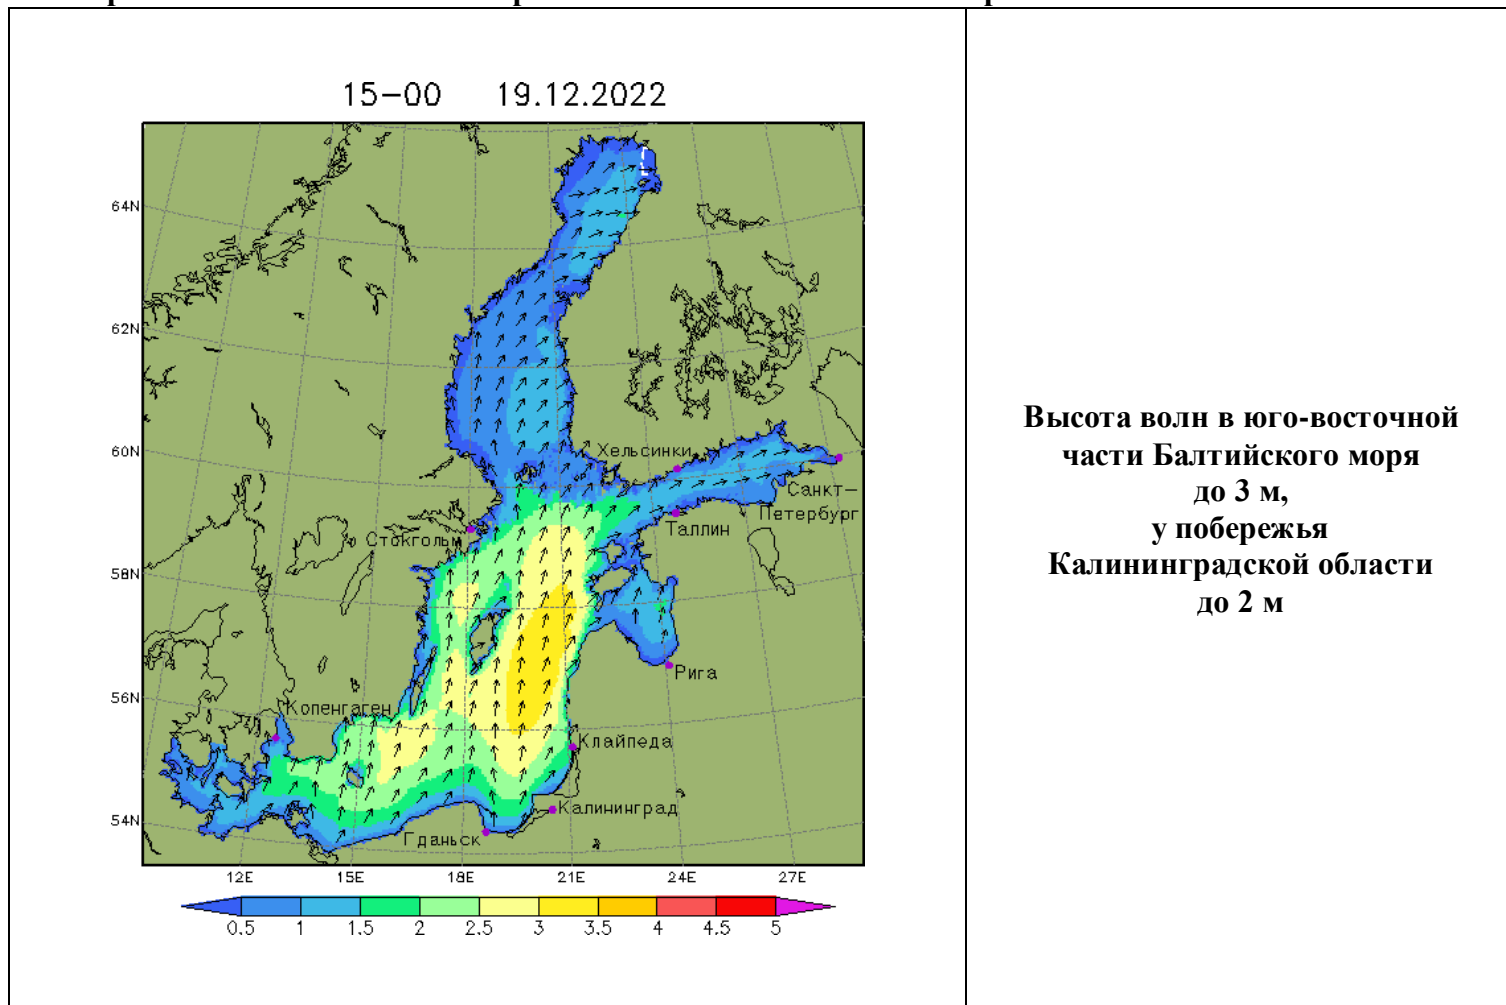 15-00 19.12.2022
64N
62N
60N
58N
56N
54N
Хельсинки
Санкт-
Петербург
Таллин
Стокгольм
Рига
Копенгаген
Клайпеда
Калининград
Гданьск
12E 15E 18E 21E 24E 27E
0.5 1 1.5 2 2.5 3 3.5 4 4.5 5
Высота волн в юго-восточной
части Балтийского моря
до 3 м,
у побережья
Калининградской области
до 2 м